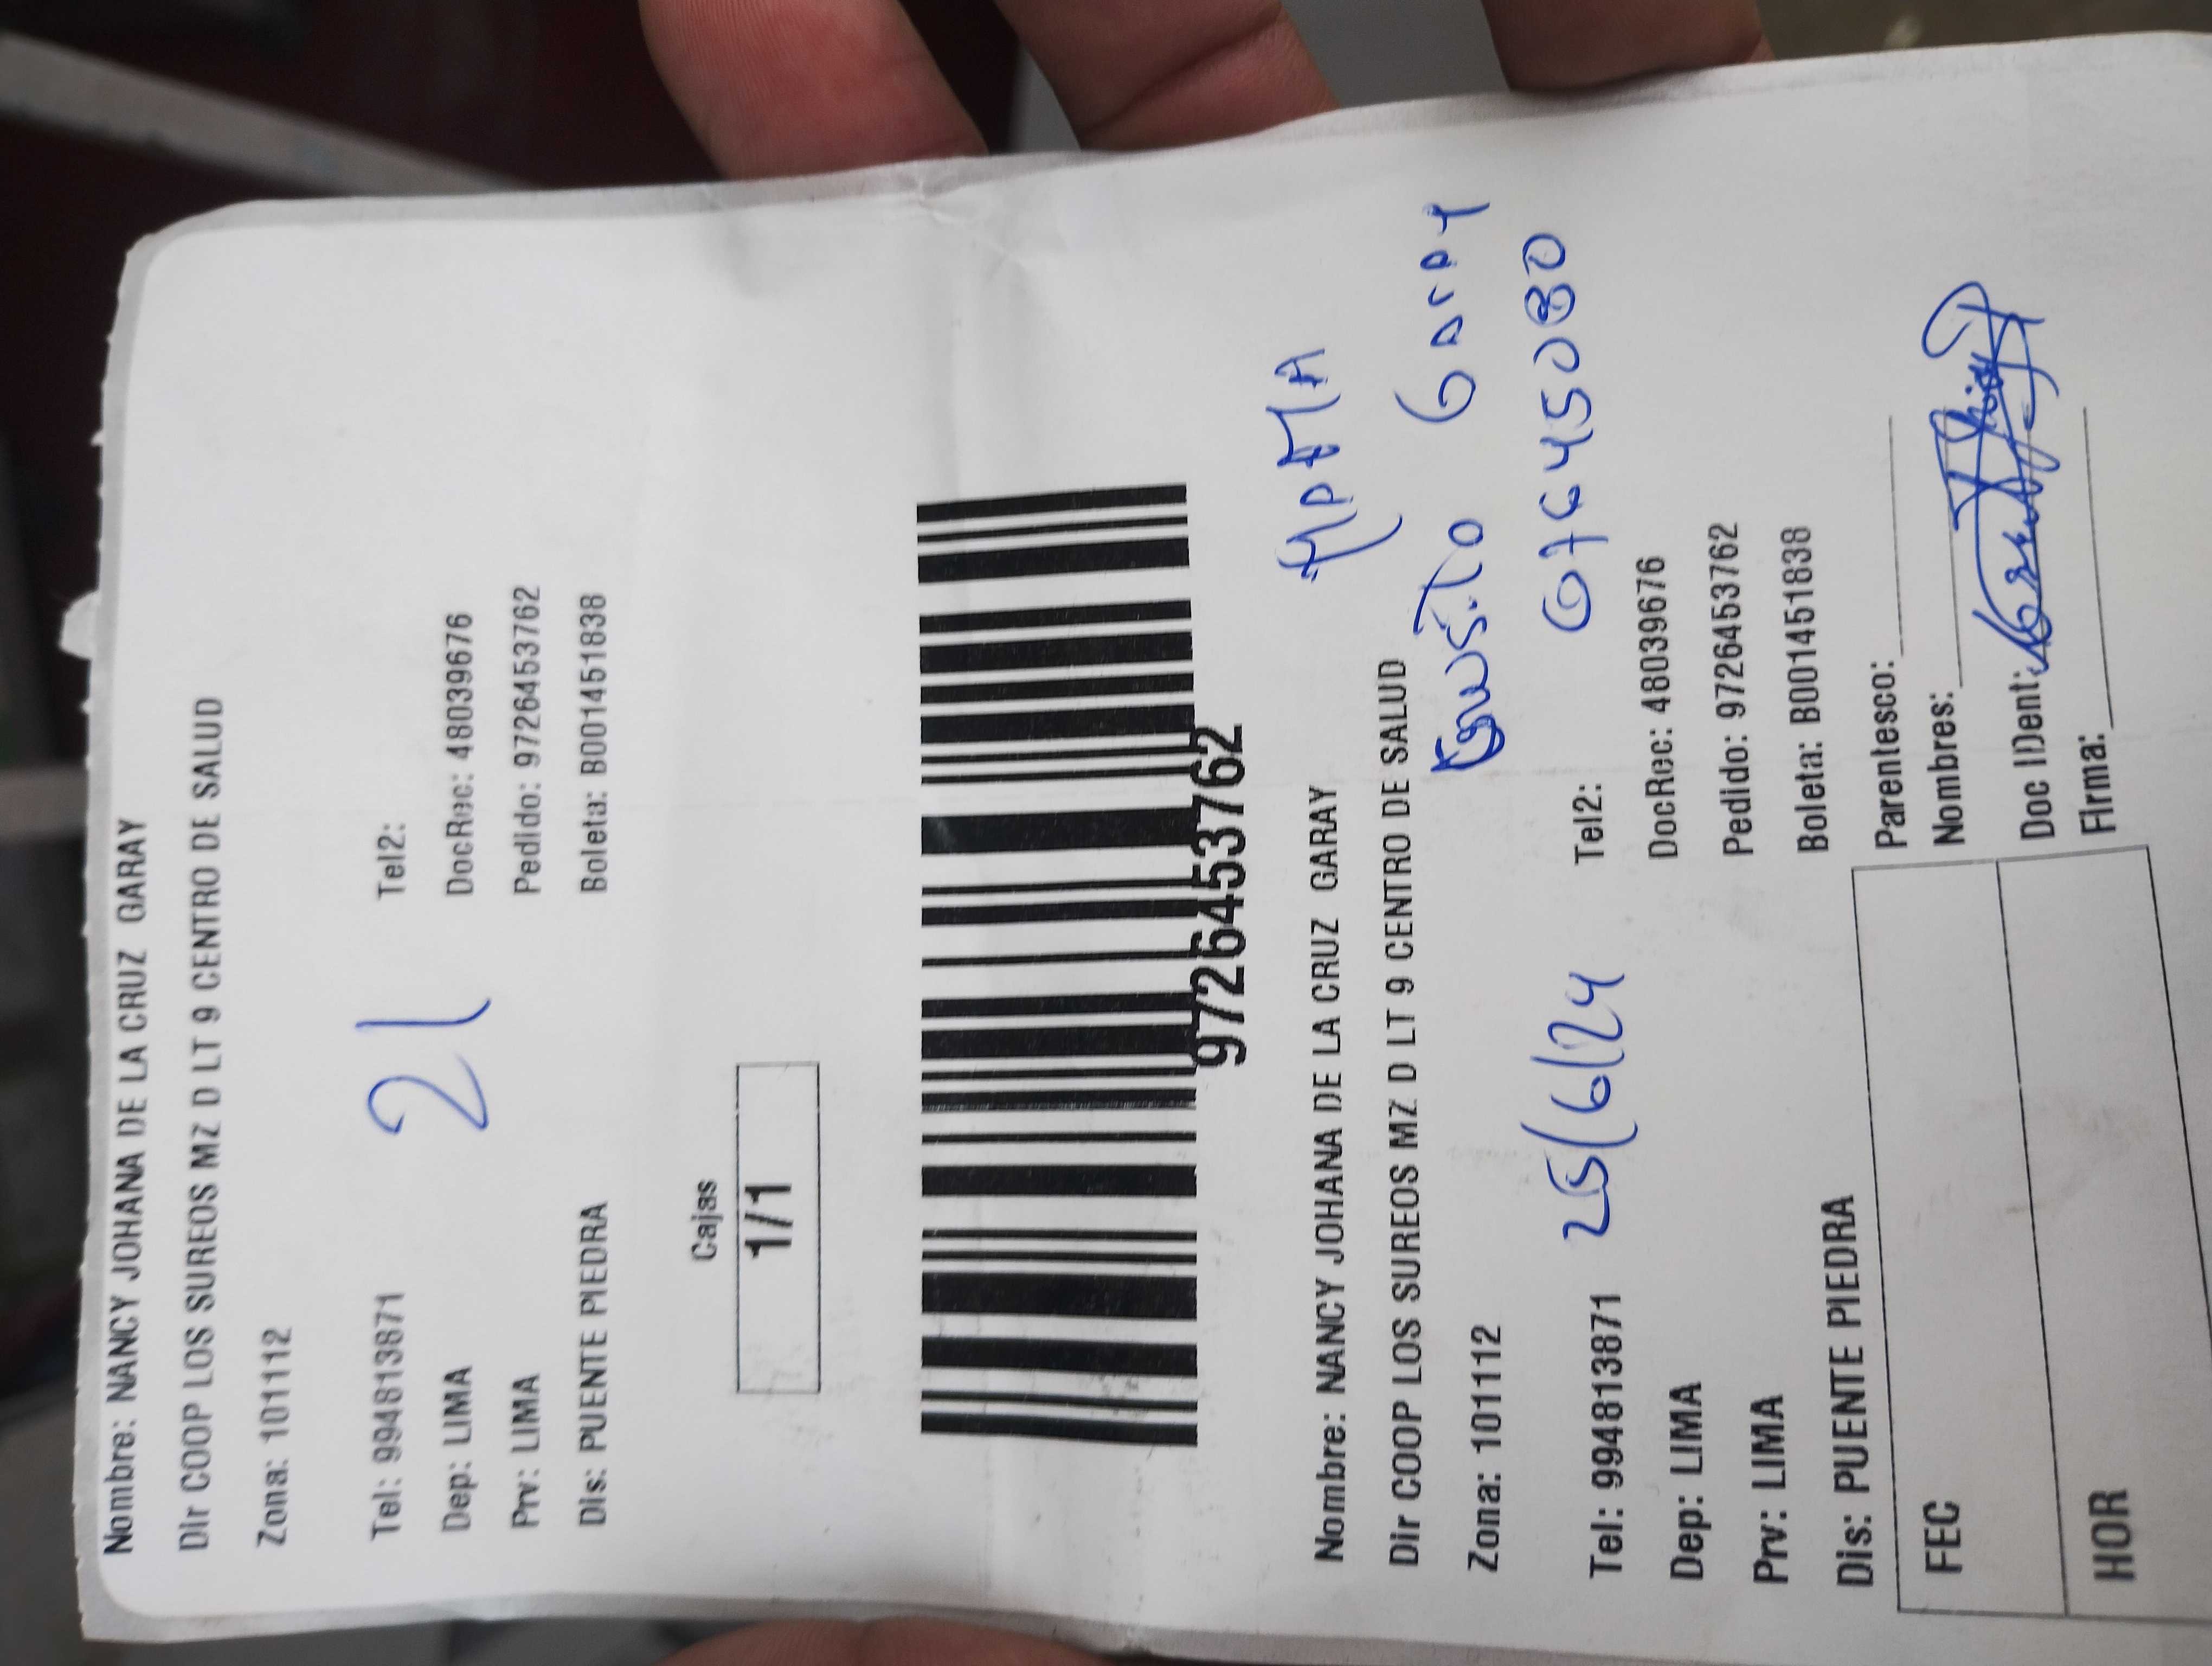 Nombre: NANCY JOHANA DE LA CRUZ GARAY
Dir COOP LOS SUREOS MZ D LT 9 CENTRO DE SALUD
Zona: 101112
Tel: 994813871 21 Tel2:
Dep: LIMA DocRec: 48039676
Prv: LIMA Pedido: 9726453762
Dis: PUENTE PIEDRA Boleta: B001451838
Cajas
1/1
9726453762
Nombre: NANCY JOHANA DE LA CRUZ GARAY
Dir COOP LOS SUREOS MZ D LT 9 CENTRO DE SALUD
Garay
Zona: 101112
07645080
Tel: 994813871 25/6/24 Tel2:
Dep: LIMA DocRec: 48039676
Prv: LIMA Pedido: 9726453762
Dis: PUENTE PIEDRA Boleta: B001451838
FEC
Parentesco:
Nombres:
HOR
Doc IDent:
Firma: